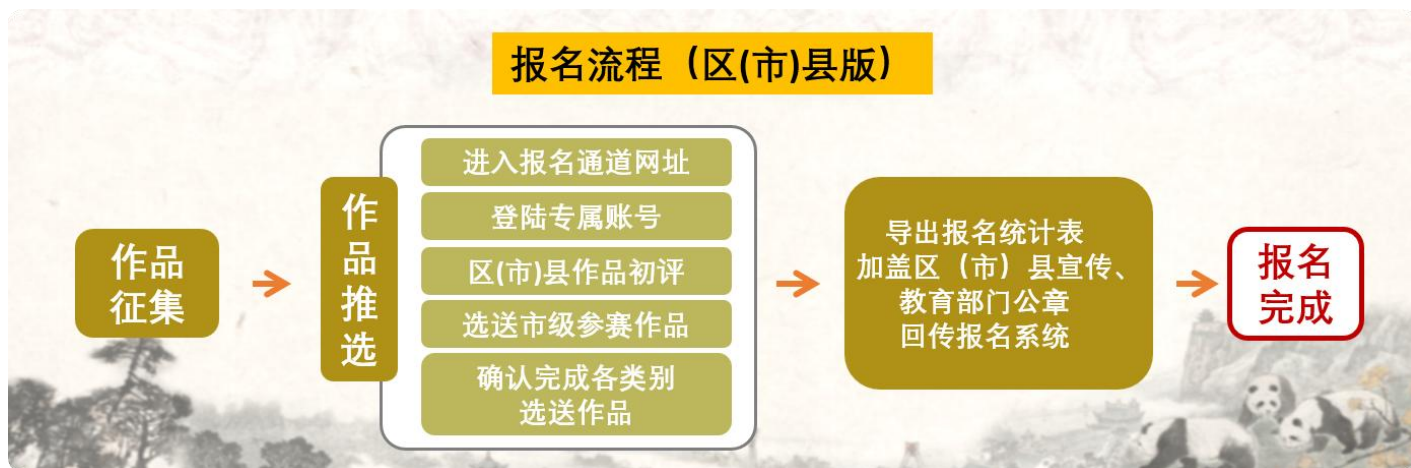 报名流程（区(市)县版）
作品
征集
作
品
推
选
进入报名通道网址
登陆专属账号
区(市)县作品初评
选送市级参赛作品
确认完成各类别
选送作品
导出报名统计表
加盖区（市）县宣传、
教育部门公章
回传报名系统
报名
完成